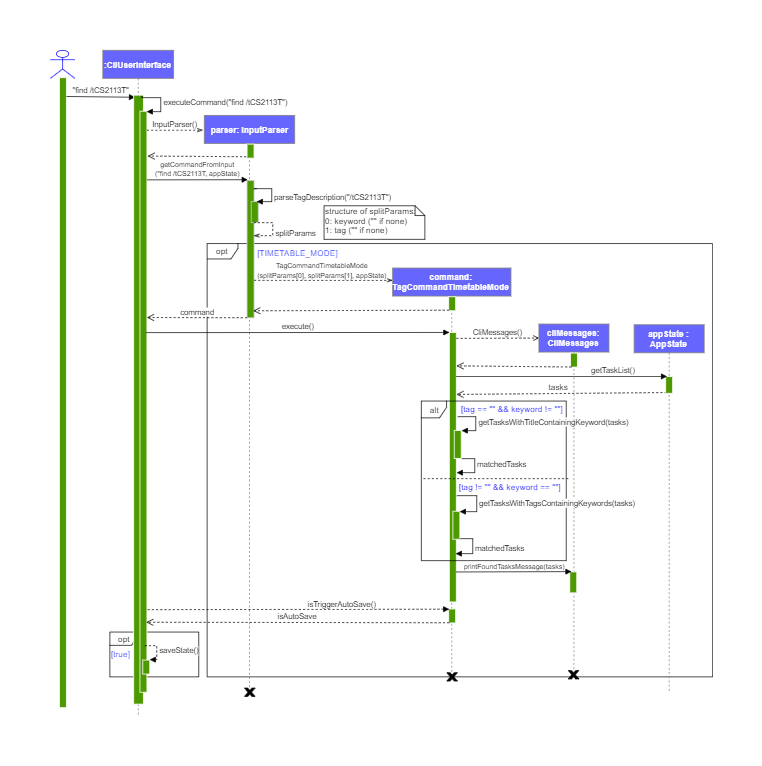 :CliUserInterface
"find /tCS2113T"
executeCommand("find /tCS2113T")
InputParser()
parser: InputParser
getCommandFromInput
("find /tCS2113T, appState)
parseTagDescription("/tCS2113T")
structure of splitParams
0: keyword ("" if none)
1: tag ("" if none)
splitParams
opt
[TIMETABLE_MODE]
TagCommandTimetableMode
(splitParams[0], splitParams[1], appState)
command:
TagCommandTimetableMode
command
execute()
CliMessages()
cliMessages:
CliMessages
appState :
AppState
getTaskList()
tasks
alt
[tag == "" && keyword != ""]
getTasksWithTitleContainingKeyword(tasks)
matchedTasks
[tag != "" && keyword == ""]
getTasksWithTagsContainingKeywords(tasks)
matchedTasks
printFoundTasksMessage(tasks)
isTriggerAutoSave()
isAutoSave
opt
[true]
saveState()